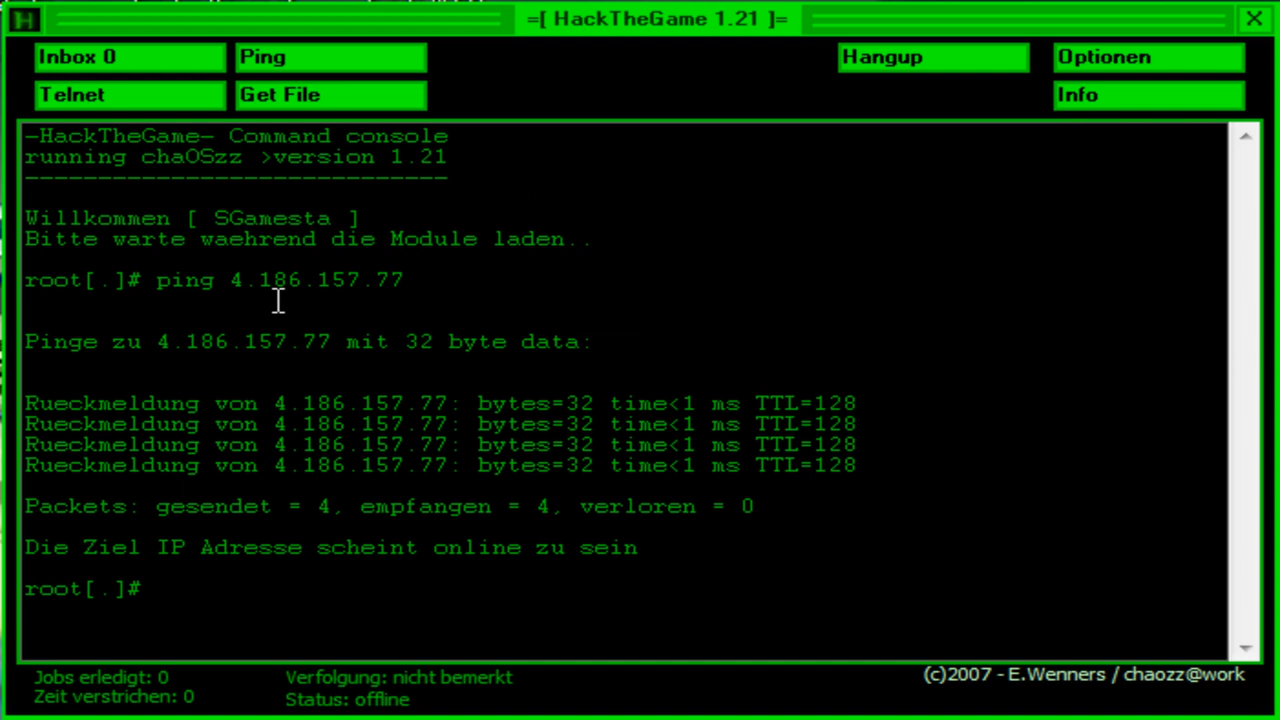 =[ HackTheGame 1.21 ]=
Inbox 0
Ping
Hangup
Optionen
Telnet
Get File
Info
-HackTheGame- Command console
running chaOSzz >version 1.21
-----------------------------
Willkommen [ SGamesta ]
Bitte warte waehrend die Module laden..
root[.]# ping 4.186.157.77
Pinge zu 4.186.157.77 mit 32 byte data:
Rueckmeldung von 4.186.157.77: bytes=32 time<1 ms TTL=128
Rueckmeldung von 4.186.157.77: bytes=32 time<1 ms TTL=128
Rueckmeldung von 4.186.157.77: bytes=32 time<1 ms TTL=128
Rueckmeldung von 4.186.157.77: bytes=32 time<1 ms TTL=128
Packets: gesendet = 4, empfangen = 4, verloren = 0
Die Ziel IP Adresse scheint online zu sein
root[.]#
Jobs erledigt: 0
Verfolgung: nicht bemerkt
(c)2007 - E.Wenners / chaozz@work
Zeit verstrichen: 0
Status: offline